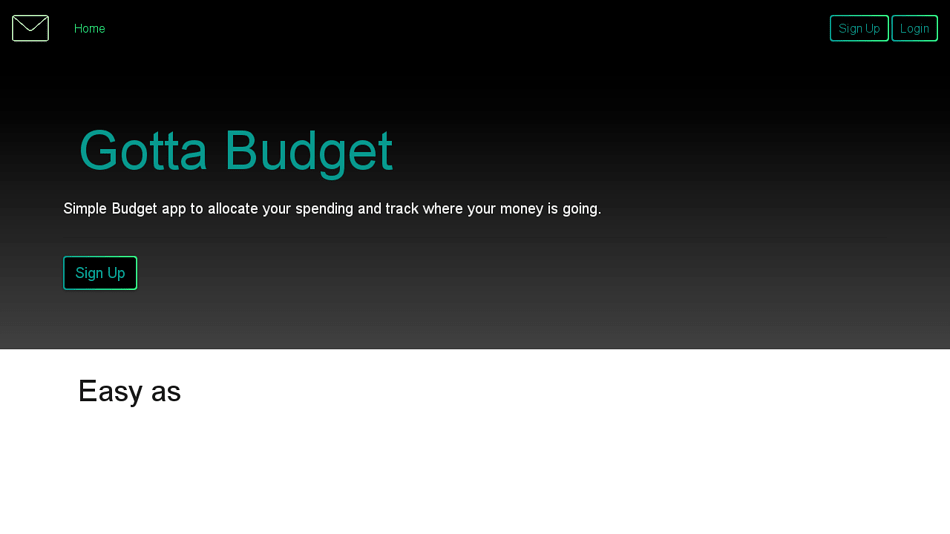 Home
Sign Up
Login
Gotta Budget
Simple Budget app to allocate your spending and track where your money is going.
Sign Up
Easy as